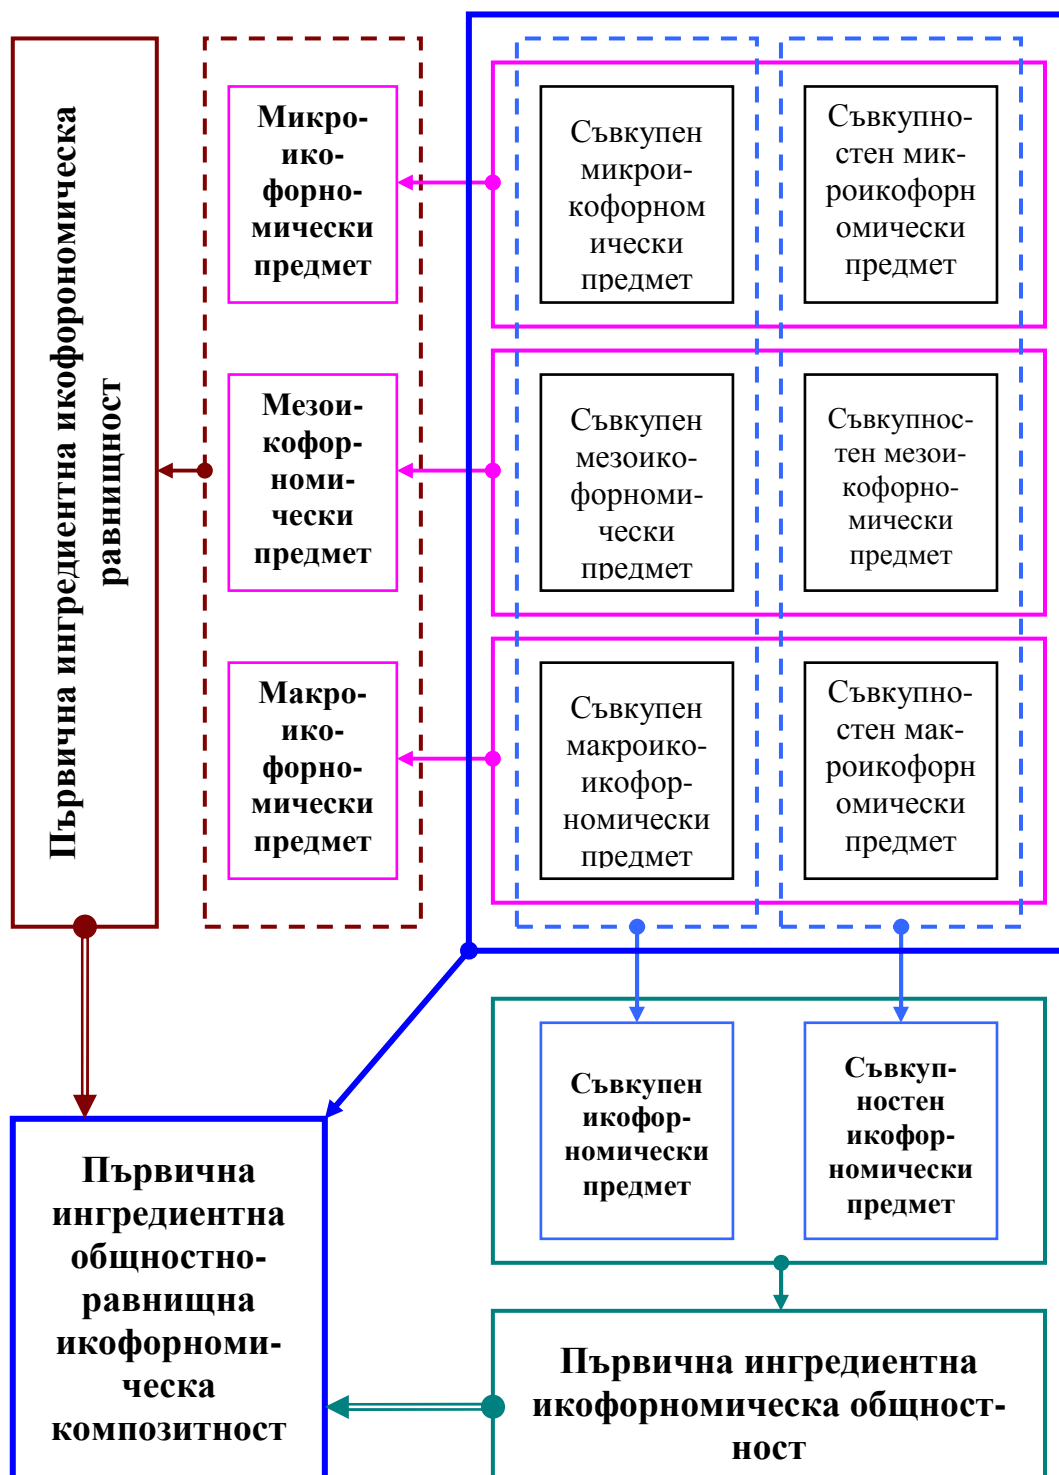 Първична ингредиентна икофорономическа
равнищност
Микро-
ико-
форно-
мически
предмет
Съвкупен
микрои-
кофорном
ически
предмет
Съвкупно-
стен мик-
роикофорн
омически
предмет
Мезои-
кофор-
номи-
чески
предмет
Съвкупен
мезоико-
форноми-
чески
предмет
Съвкупнос-
тен мезои-
кофорно-
мически
предмет
Макро-
ико-
форно-
мически
предмет
Съвкупен
макроико-
икофор-
номически
предмет
Съвкупно-
стен мак-
роикофорн
омически
предмет
Съвкупен
икофор-
номически
предмет
Съвкуп-
ностен
икофор-
номически
предмет
Първична
ингредиентна
общностно-
равнищна
икофорноми-
ческа
композитност
Първична ингредиентна
икофорномическа общност-
ност